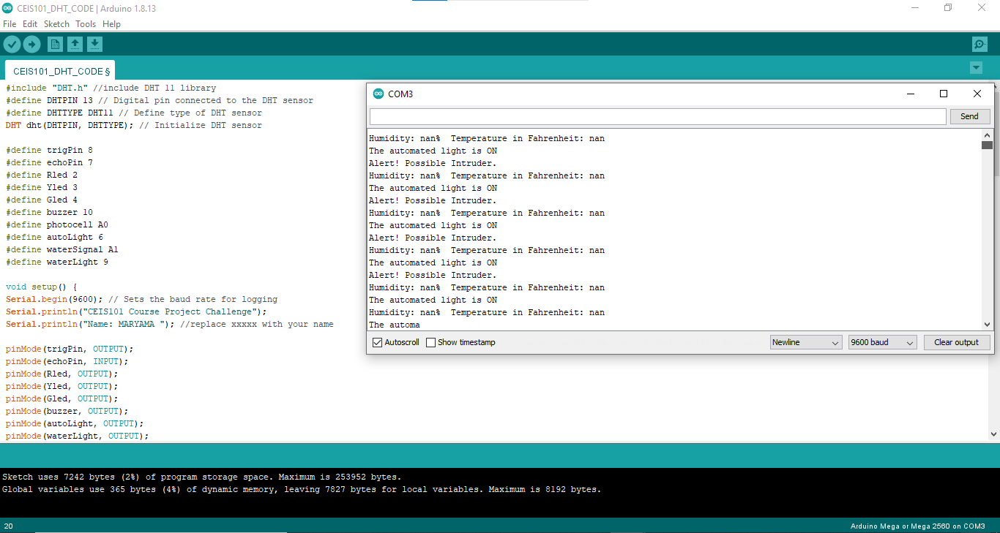 CEIS101_DHT_CODE | Arduino 1.8.13
File Edit Sketch Tools Help
CEIS101_DHT_CODE §
#include "DHT.h" //include DHT 11 library
#define DHTPIN 13 // Digital pin connected to the DHT sensor
#define DHTTYPE DHT11 // Define type of DHT sensor
DHT dht(DHTPIN, DHTTYPE); // Initialize DHT sensor
#define trigPin 8
#define echoPin 7
#define Rled 2
#define Yled 3
#define Gled 4
#define buzzer 10
#define photocell A0
#define autoLight 6
#define waterSignal A1
#define waterLight 9
void setup() {
Serial.begin(9600); // Sets the baud rate for logging
Serial.println("CEIS101 Course Project Challenge");
Serial.println("Name: MARYAMA "); //replace xxxxx with your name
pinMode(trigPin, OUTPUT);
pinMode(echoPin, INPUT);
pinMode(Rled, OUTPUT);
pinMode(Yled, OUTPUT);
pinMode(Gled, OUTPUT);
pinMode(buzzer, OUTPUT);
pinMode(autoLight, OUTPUT);
pinMode(waterLight, OUTPUT);
COM3
Send
Humidity: nan%  Temperature in Fahrenheit: nan
The automated light is ON
Alert! Possible Intruder.
Humidity: nan%  Temperature in Fahrenheit: nan
The automated light is ON
Alert! Possible Intruder.
Humidity: nan%  Temperature in Fahrenheit: nan
The automated light is ON
Alert! Possible Intruder.
Humidity: nan%  Temperature in Fahrenheit: nan
The automated light is ON
Alert! Possible Intruder.
Humidity: nan%  Temperature in Fahrenheit: nan
The automated light is ON
Humidity: nan%  Temperature in Fahrenheit: nan
The automa
Autoscroll Show timestamp Newline 9600 baud Clear output
Sketch uses 7242 bytes (2%) of program storage space. Maximum is 253952 bytes.
Global variables use 365 bytes (4%) of dynamic memory, leaving 7827 bytes for local variables. Maximum is 8192 bytes.
20 Arduino Mega or Mega 2560 on COM3